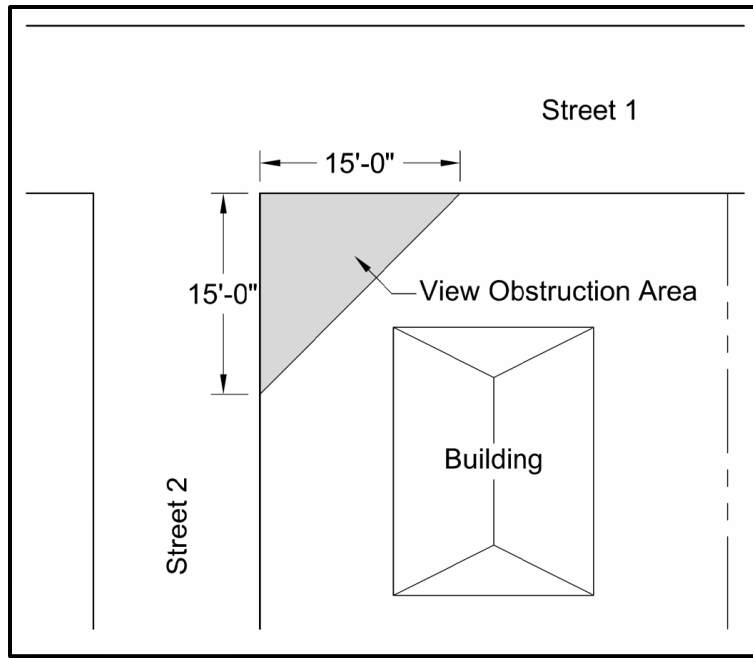 Street 1
15'-0"
15'-0"
View Obstruction Area
Building
Street 2